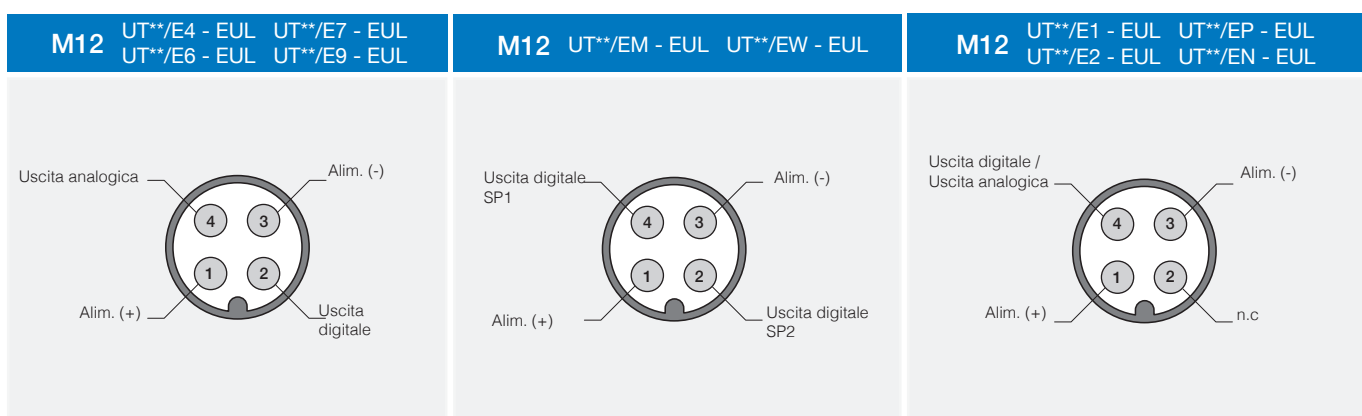 M12 UT**/E4 - EUL UT**/E7 - EUL
UT**/E6 - EUL UT**/E9 - EUL
Uscita analogica
Alim. (-)
4 3
1 2
Alim. (+)
Uscita
digitale
M12 UT**/EM - EUL UT**/EW - EUL
Uscita digitale
SP1
Alim. (-)
4 3
1 2
Alim. (+)
Uscita digitale
SP2
M12 UT**/E1 - EUL UT**/EP - EUL
UT**/E2 - EUL UT**/EN - EUL
Uscita digitale /
Uscita analogica
Alim. (-)
4 3
1 2
Alim. (+)
n.c